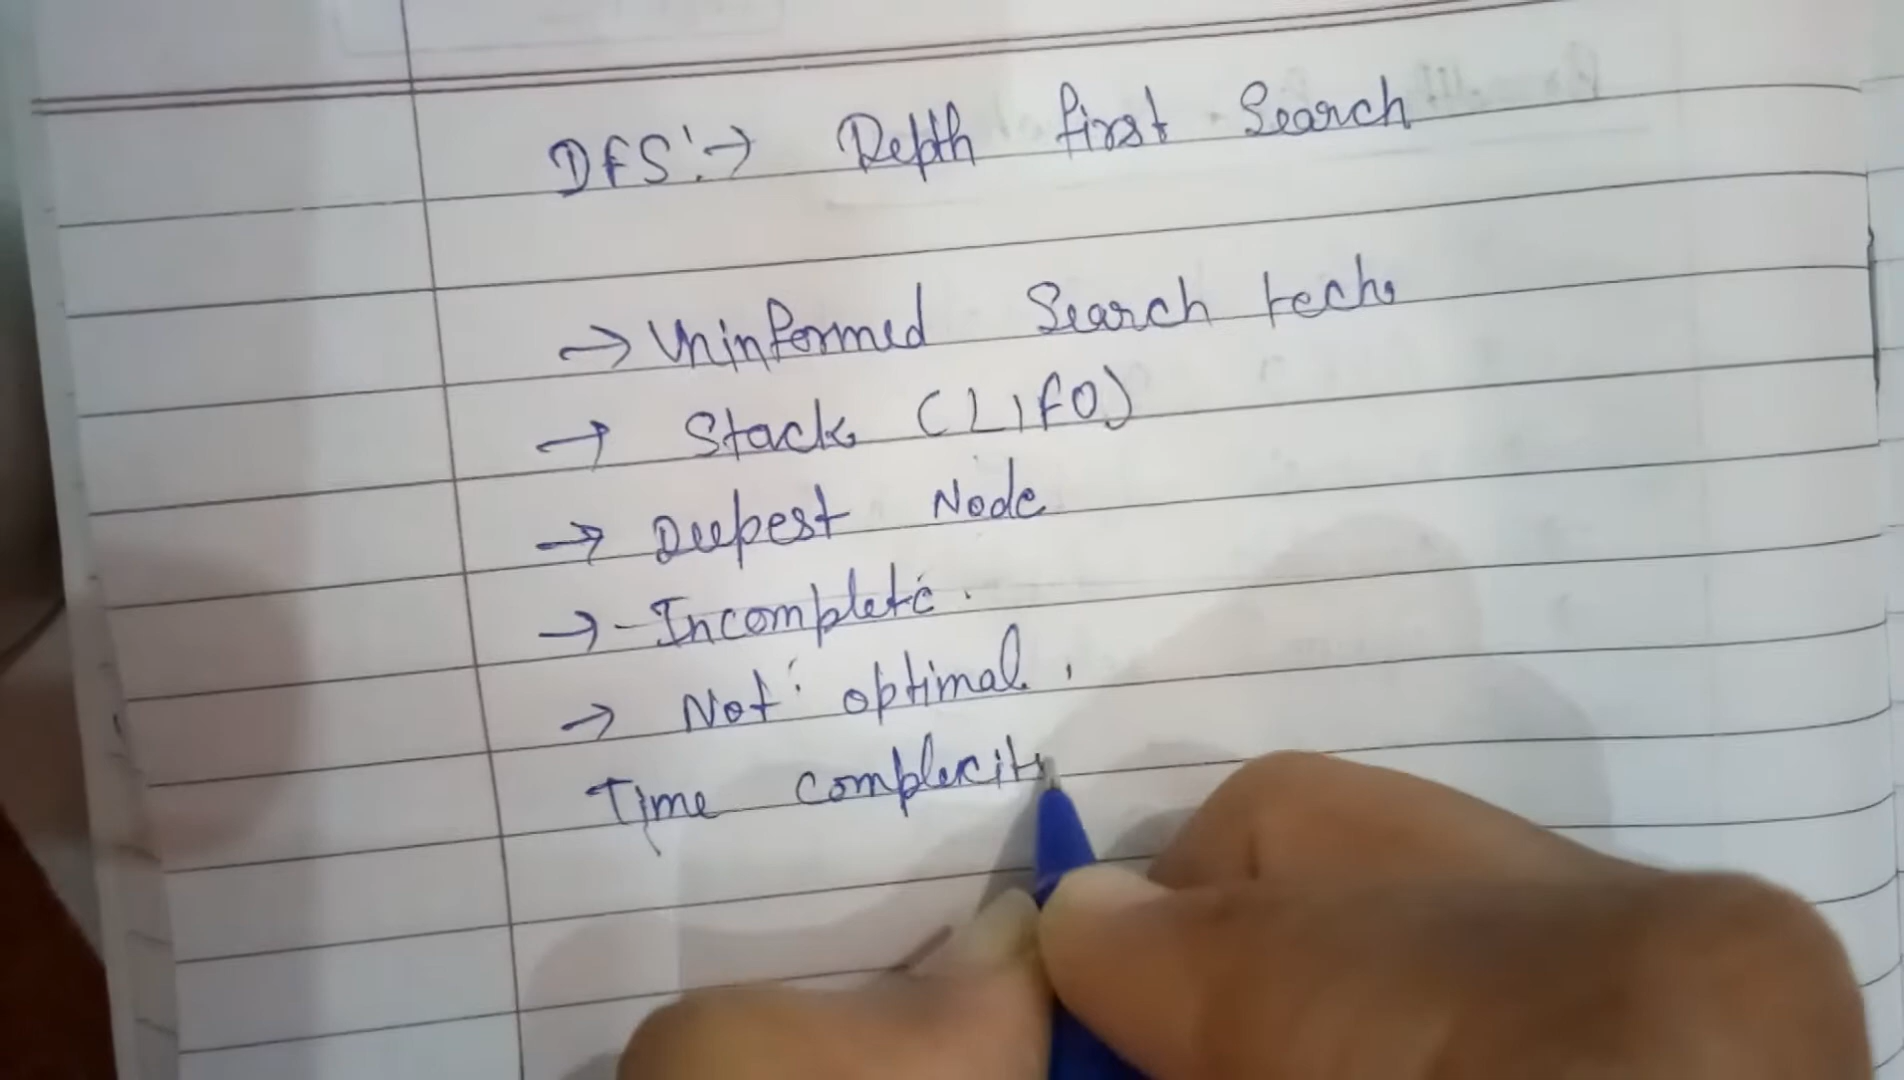 DFS :→ Depth first Search
→ Uninformed Search tech.
→ Stack (LIFO)
→ Deepest Node
→ - Incomplete.
→ Not optimal.
Time complexity